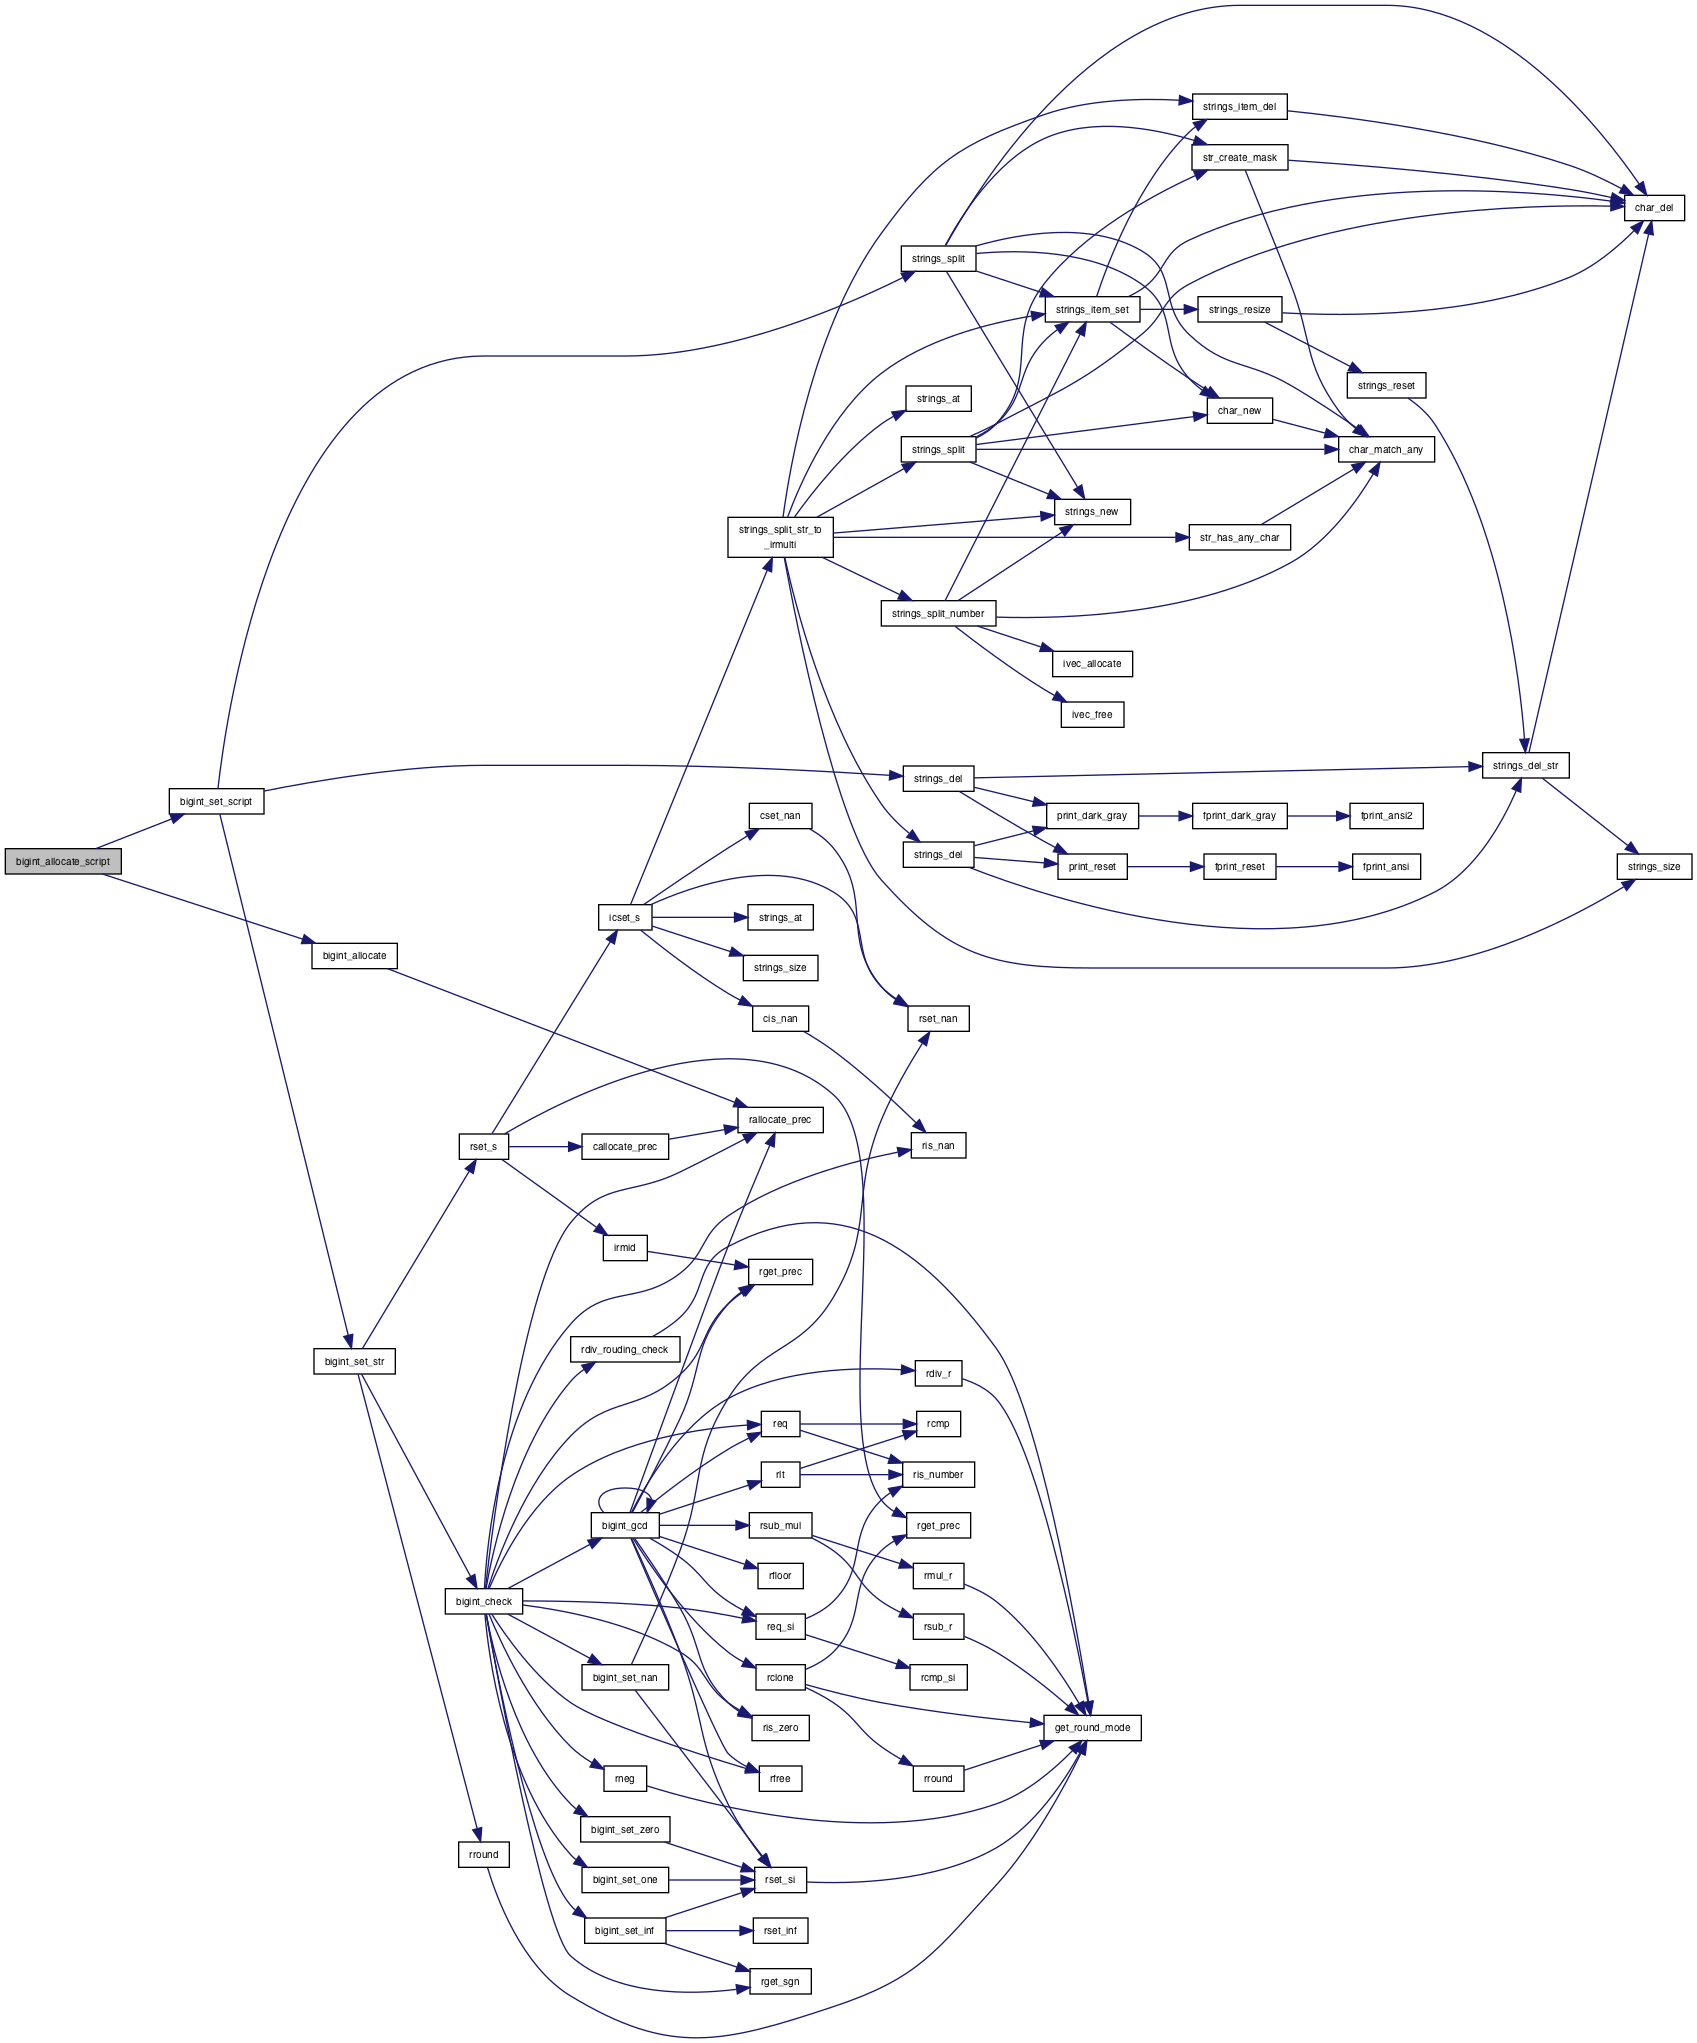 strings_item_del
str_create_mask
char_del
strings_split
strings_item_set
strings_resize
strings_reset
strings_at
char_new
strings_split
char_match_any
strings_new
strings_split_str_to
_irmulti
str_has_any_char
strings_split_number
ivec_allocate
ivec_free
strings_del_str
strings_del
bigint_set_script
cset_nan
print_dark_gray
fprint_dark_gray
fprint_ansi2
bigint_allocate_script
strings_del
print_reset
fprint_reset
fprint_ansi
strings_size
icset_s
strings_at
bigint_allocate
strings_size
cis_nan
rset_nan
rallocate_prec
rset_s
callocate_prec
ris_nan
irmid
rget_prec
rdiv_rouding_check
bigint_set_str
rdiv_r
req
rcmp
rlt
ris_number
bigint_gcd
rsub_mul
rget_prec
rfloor
rmul_r
bigint_check
req_si
rsub_r
bigint_set_nan
rclone
rcmp_si
ris_zero
get_round_mode
rneg
rfree
rround
bigint_set_zero
rround
bigint_set_one
rset_si
bigint_set_inf
rset_inf
rget_sgn